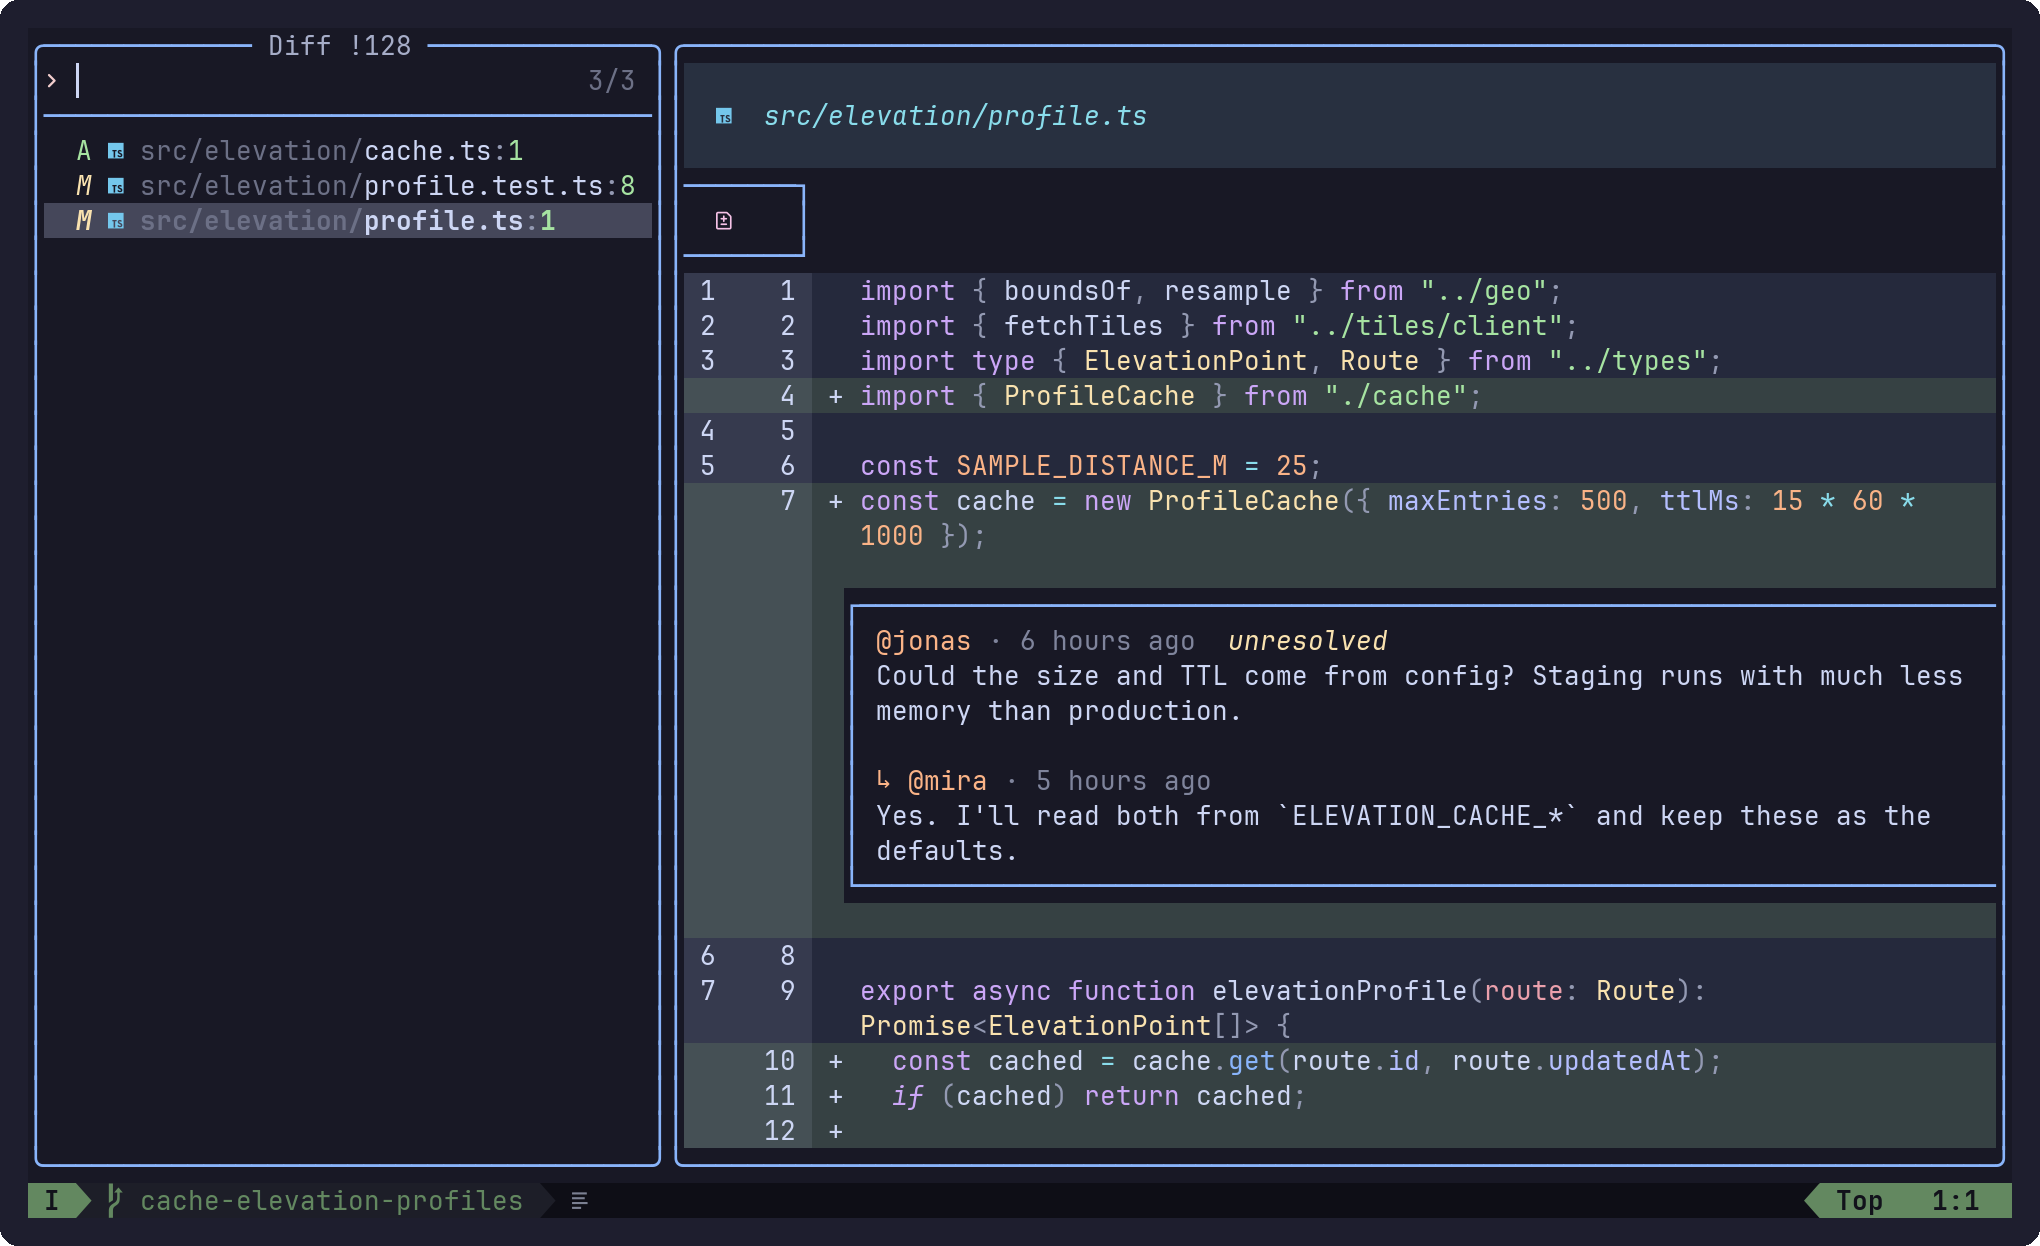 Diff !128
> 3/3
A TS src/elevation/cache.ts:1
M TS src/elevation/profile.test.ts:8
M TS src/elevation/profile.ts:1
TS src/elevation/profile.ts
1 1 import { boundsOf, resample } from "../geo";
2 2 import { fetchTiles } from "../tiles/client";
3 3 import type { ElevationPoint, Route } from "../types";
4 + import { ProfileCache } from "./cache";
4 5
5 6 const SAMPLE_DISTANCE_M = 25;
7 + const cache = new ProfileCache({ maxEntries: 500, ttlMs: 15 * 60 *
1000 });
@jonas · 6 hours ago unresolved
Could the size and TTL come from config? Staging runs with much less
memory than production.
↳ @mira · 5 hours ago
Yes. I'll read both from `ELEVATION_CACHE_*` and keep these as the
defaults.
6 8
7 9 export async function elevationProfile(route: Route):
Promise<ElevationPoint[]> {
10 + const cached = cache.get(route.id, route.updatedAt);
11 + if (cached) return cached;
12 +
I cache-elevation-profiles Top 1:1